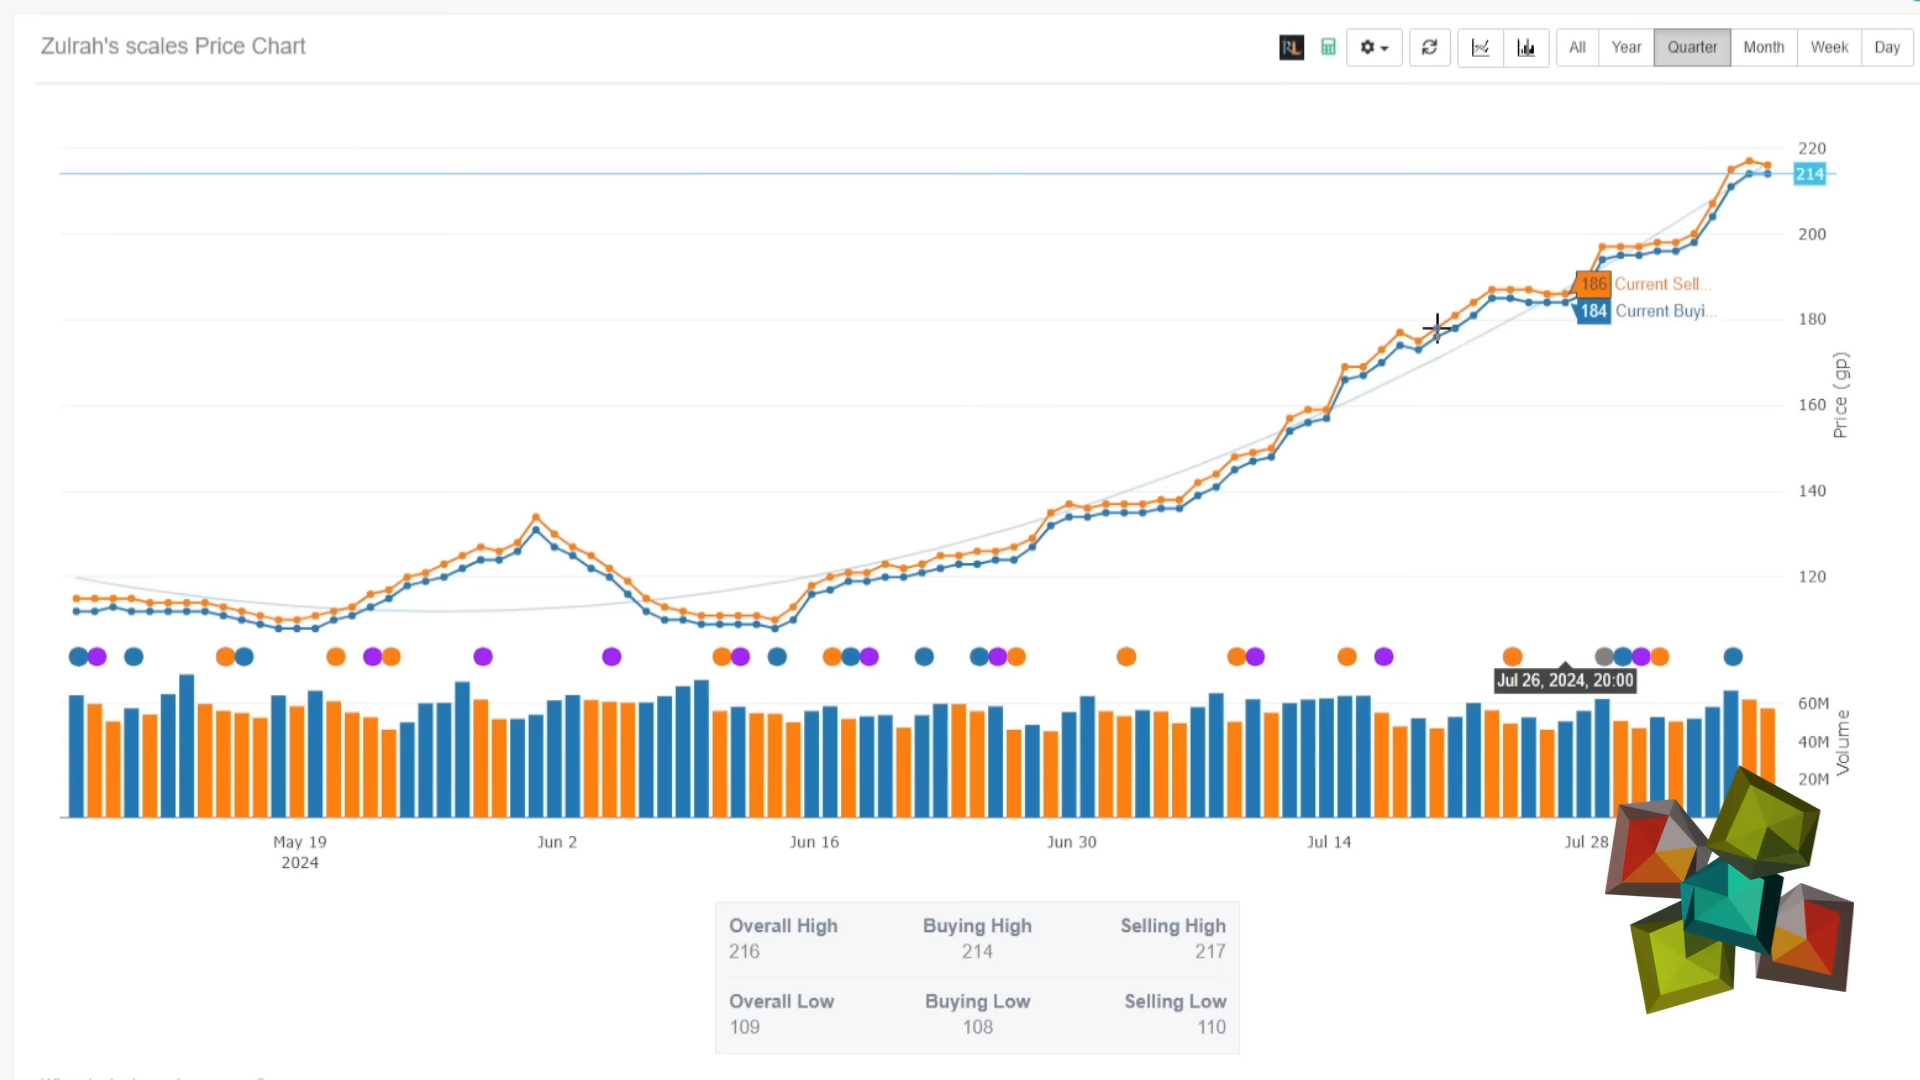 Zulrah's scales Price Chart
RL
All Year Quarter Month Week Day
220
214
200
186 Current Sell...
184 Current Buyi...
180
160
140
120
Price (gp)
Jul 26, 2024, 20:00
60M
40M
20M
Volume
May 19 Jun 2 Jun 16 Jun 30 Jul 14 Jul 28
2024
Overall High Buying High Selling High
216 214 217
Overall Low Buying Low Selling Low
109 108 110